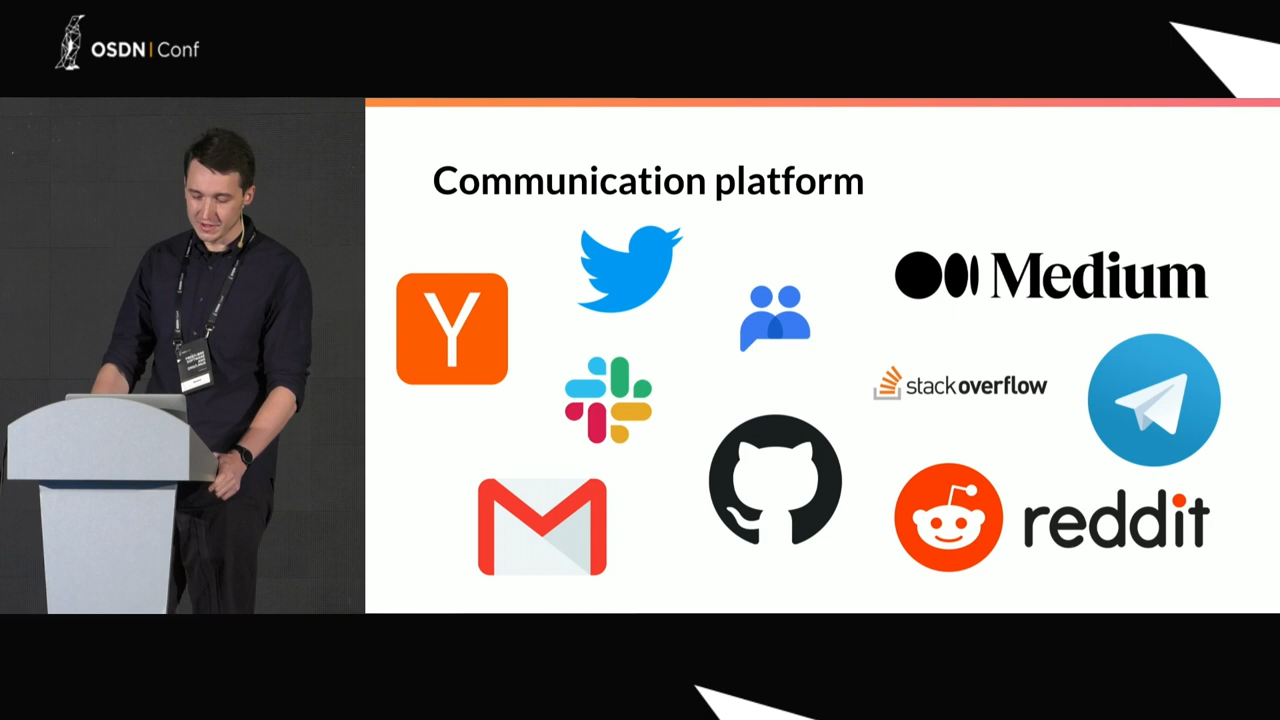 OSDN | Conf
Communication platform
Y
Medium
stackoverflow
reddit